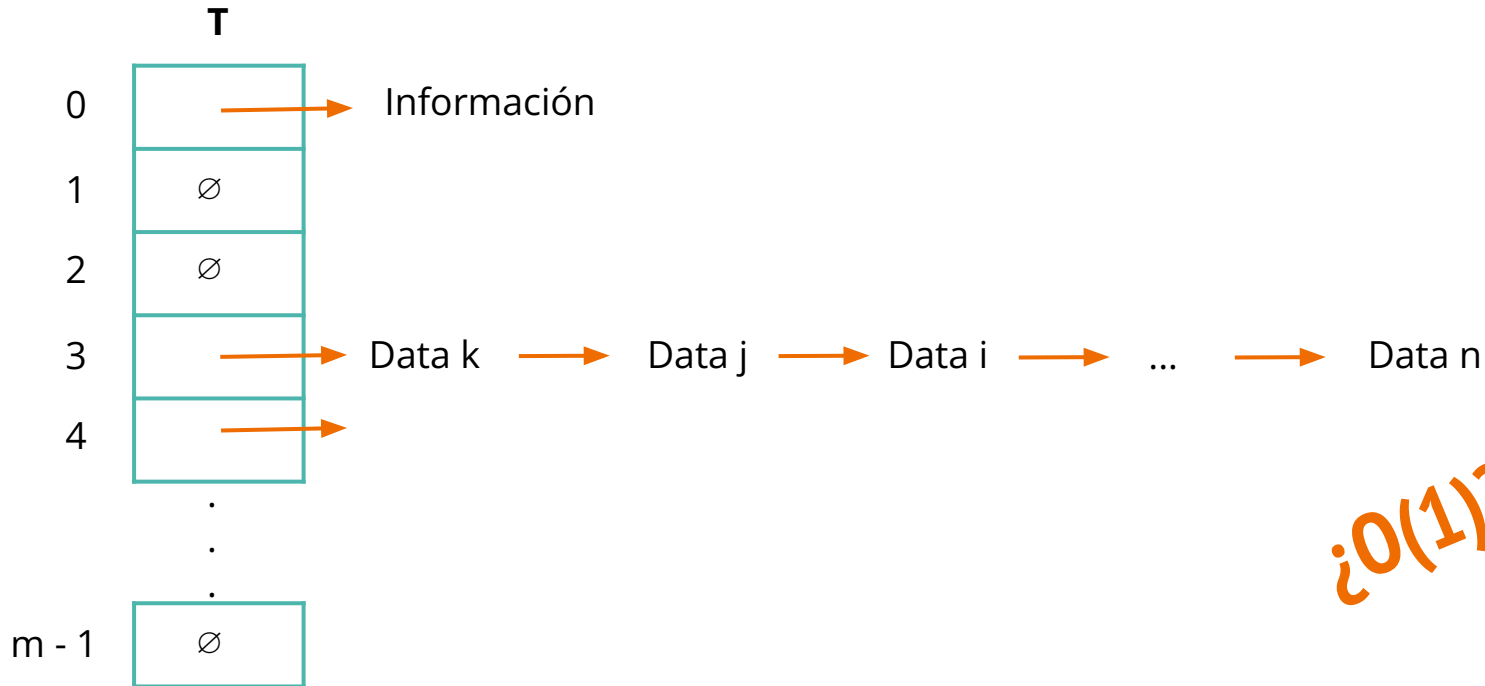 T
0 Información
1 ∅
2 ∅
3 Data k Data j Data i ... Data n
4
.
.
.
¿O(1)
m - 1 ∅